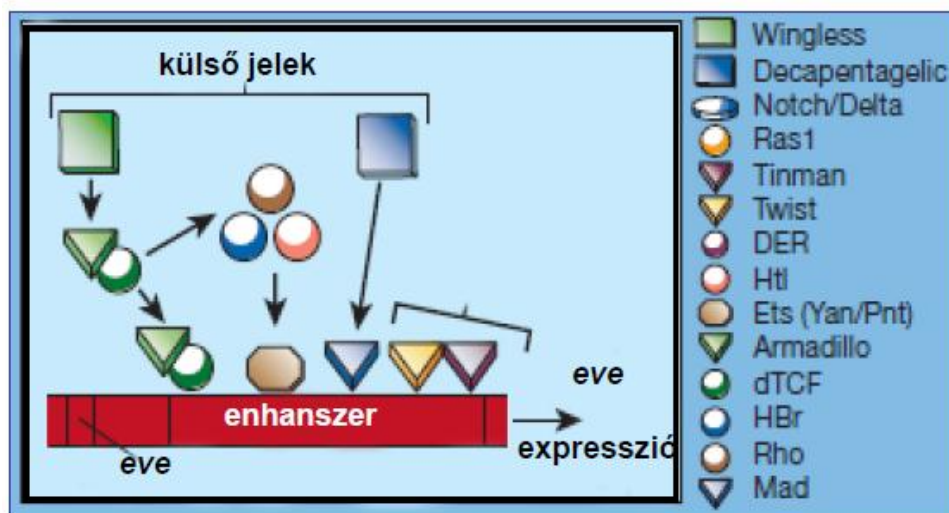 külső jelek
enhanszer
eve
eve
expresszió
Wingless
Decapentagelic
Notch/Delta
Ras1
Tinman
Twist
DER
Htl
Ets (Yan/Pnt)
Armadillo
dTCF
HBr
Rho
Mad